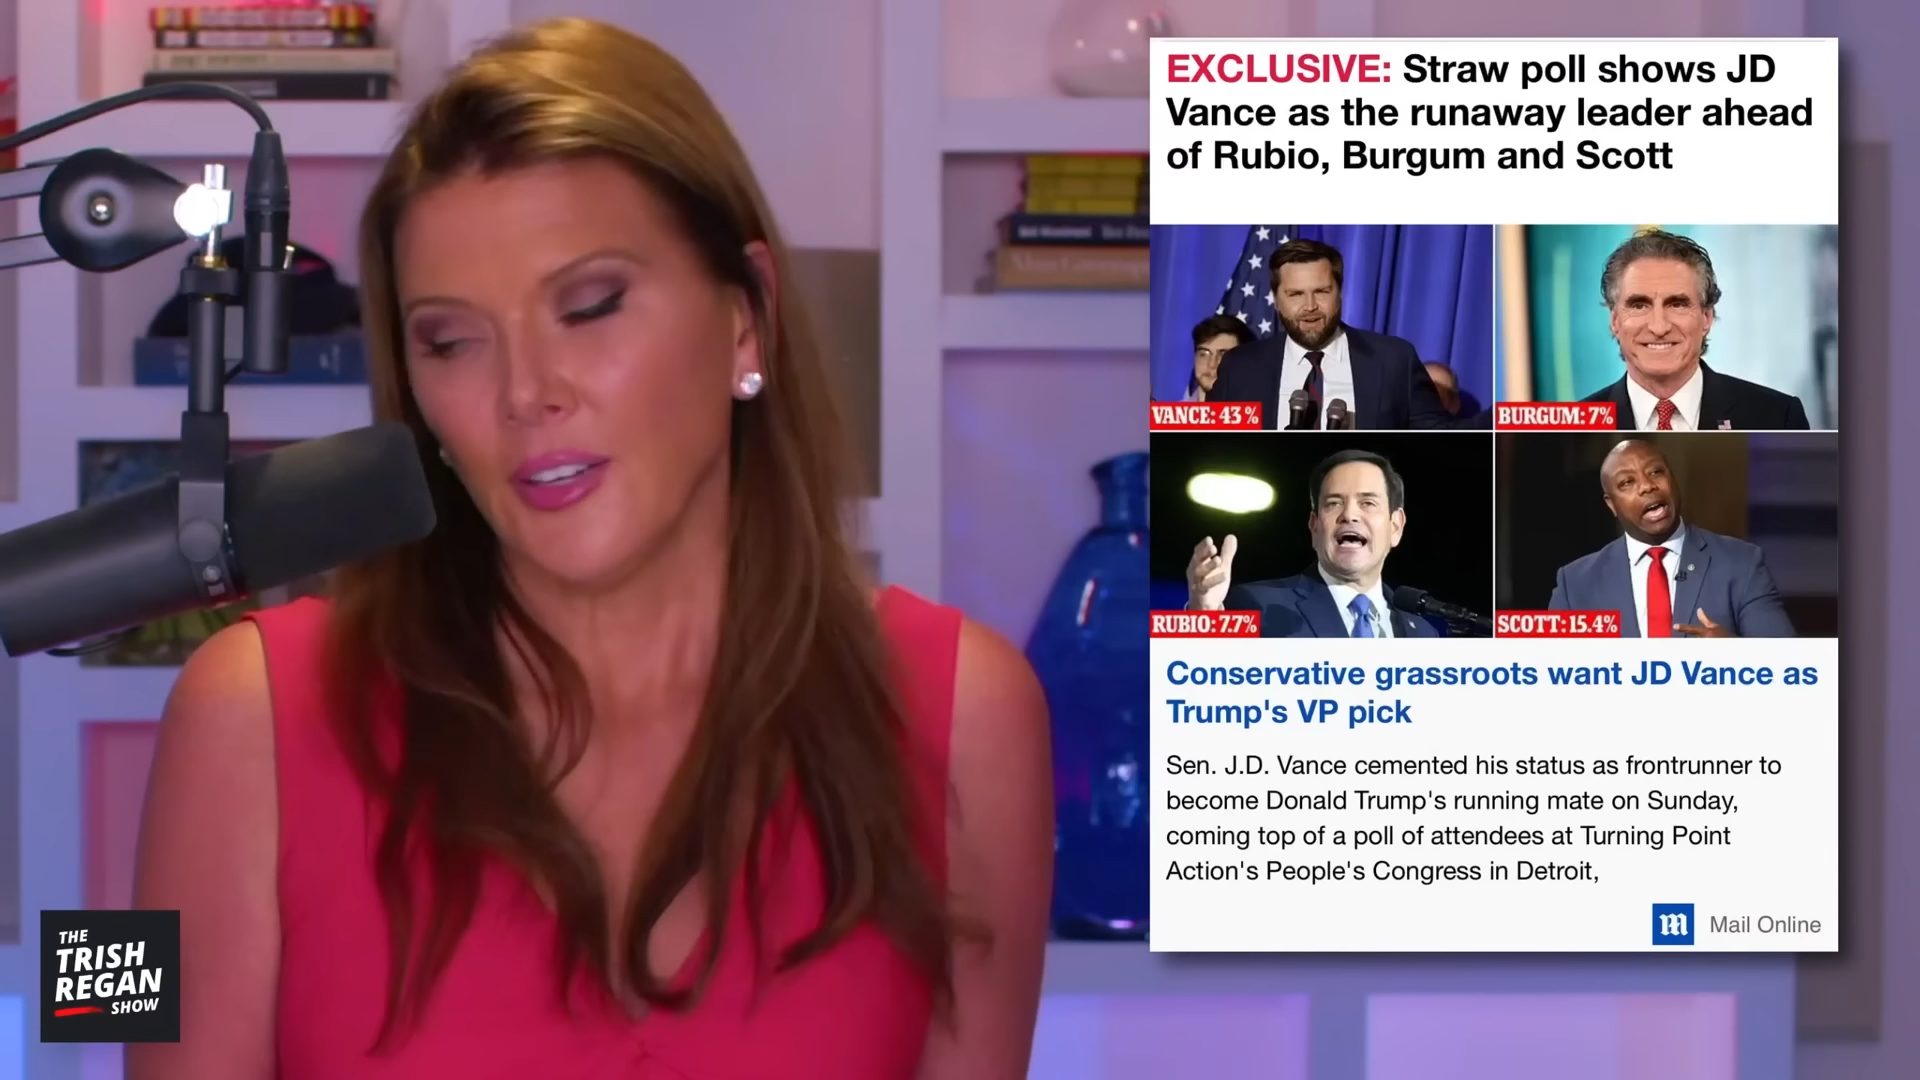 EXCLUSIVE: Straw poll shows JD
Vance as the runaway leader ahead
of Rubio, Burgum and Scott
VANCE: 43%
BURGUM: 7%
RUBIO: 7.7%
SCOTT: 15.4%
Conservative grassroots want JD Vance as
Trump's VP pick
Sen. J.D. Vance cemented his status as frontrunner to
become Donald Trump's running mate on Sunday,
coming top of a poll of attendees at Turning Point
Action's People's Congress in Detroit,
m Mail Online
THE
TRISH
REGAN
SHOW